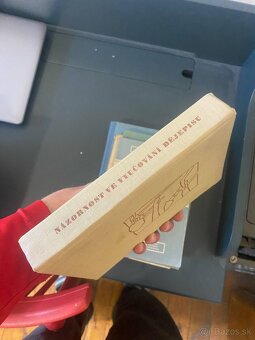 NÁZORNOST VE VYUČOVÁNÍ DĚJEPISU
bazos.sk